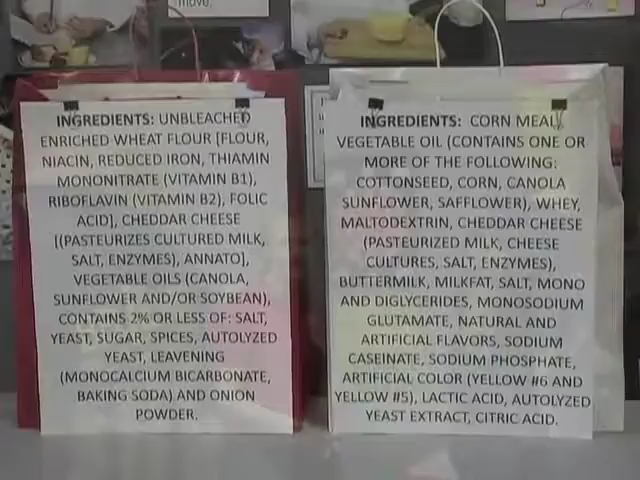 move.
INGREDIENTS: UNBLEACHED
ENRICHED WHEAT FLOUR [FLOUR,
NIACIN, REDUCED IRON, THIAMIN
MONONITRATE (VITAMIN B1),
RIBOFLAVIN (VITAMIN B2), FOLIC
ACID], CHEDDAR CHEESE
[(PASTEURIZES CULTURED MILK,
SALT, ENZYMES), ANNATO],
VEGETABLE OILS (CANOLA,
SUNFLOWER AND/OR SOYBEAN),
CONTAINS 2% OR LESS OF: SALT,
YEAST, SUGAR, SPICES, AUTOLYZED
YEAST, LEAVENING
(MONOCALCIUM BICARBONATE,
BAKING SODA) AND ONION
POWDER.
INGREDIENTS: CORN MEAL,
VEGETABLE OIL (CONTAINS ONE OR
MORE OF THE FOLLOWING:
COTTONSEED, CORN, CANOLA
SUNFLOWER, SAFFLOWER), WHEY,
MALTODEXTRIN, CHEDDAR CHEESE
(PASTEURIZED MILK, CHEESE
CULTURES, SALT, ENZYMES),
BUTTERMILK, MILKFAT, SALT, MONO
AND DIGLYCERIDES, MONOSODIUM
GLUTAMATE, NATURAL AND
ARTIFICIAL FLAVORS, SODIUM
CASEINATE, SODIUM PHOSPHATE,
ARTIFICIAL COLOR (YELLOW #6 AND
YELLOW #5), LACTIC ACID, AUTOLYZED
YEAST EXTRACT, CITRIC ACID.